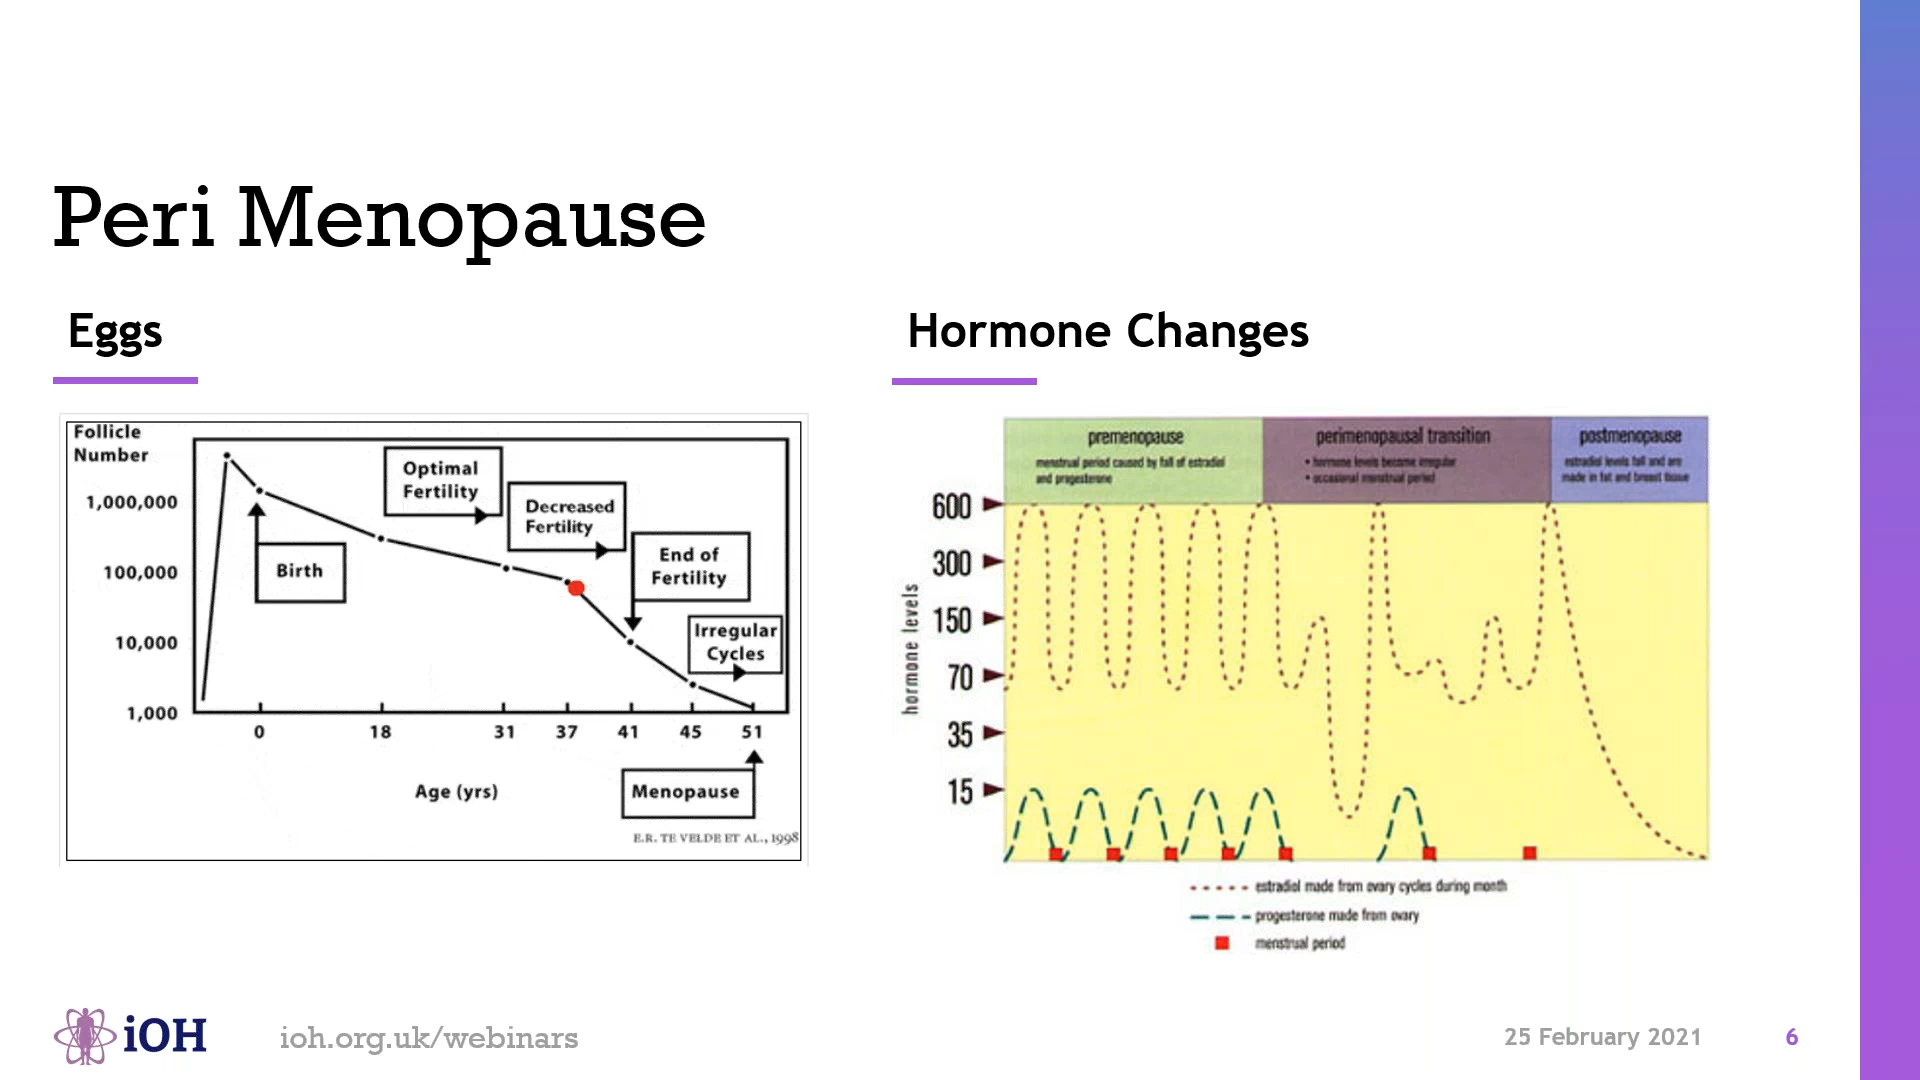 Peri Menopause
Eggs
Follicle
Number
1,000,000
100,000
10,000
1,000
Optimal
Fertility
Decreased
Fertility
End of
Fertility
Birth
Irregular
Cycles
0 18 31 37 41 45 51
Age (yrs)
Menopause
E.R. TE VELDE ET AL., 1998
Hormone Changes
premenopause
menstrual period caused by fall of estradiol
and progesterone
perimenopausal transition
• hormone levels become irregular
• occasional menstrual period
postmenopause
estradiol levels fall and are
made in fat and breast tissue
hormone levels
600
300
150
70
35
15
estradiol made from ovary cycles during month
progesterone made from ovary
menstrual period
iOH
ioh.org.uk/webinars
25 February 2021
6